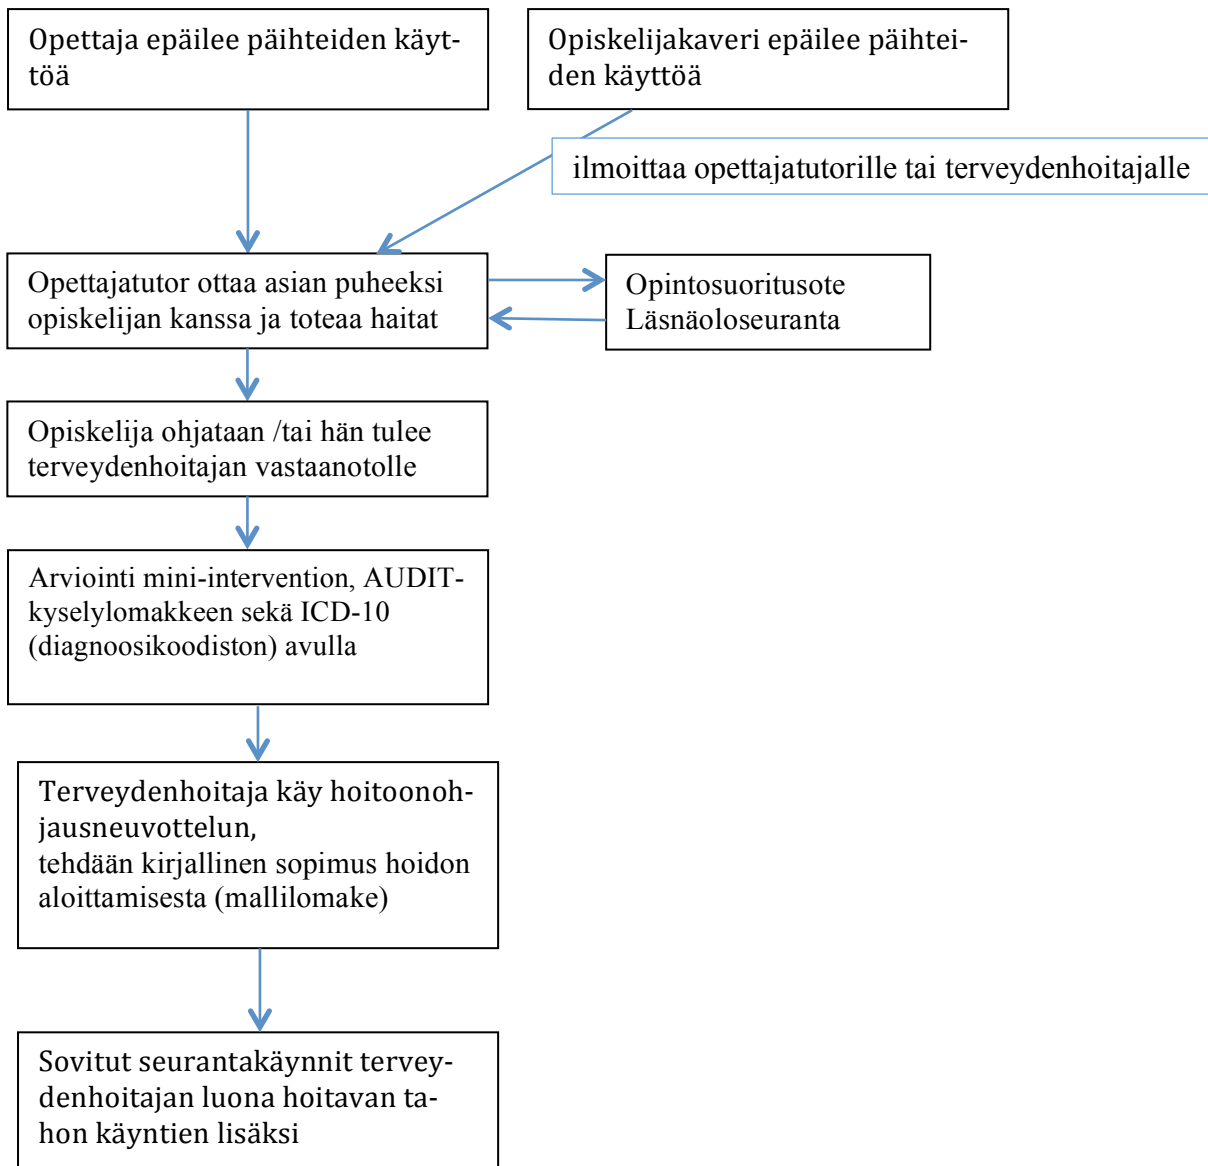 Opettaja epäilee päihteiden käyt-
töä
Opiskelijakaveri epäilee päihtei-
den käyttöä
ilmoittaa opettajatutorille tai terveydenhoitajalle
Opettajatutor ottaa asian puheeksi
opiskelijan kanssa ja toteaa haitat
Opintosuoritusote
Läsnäoloseuranta
Opiskelija ohjataan /tai hän tulee
terveydenhoitajan vastaanotolle
Arviointi mini-intervention, AUDIT-
kyselylomakkeen sekä ICD-10
(diagnoosikoodiston) avulla
Terveydenhoitaja käy hoitoonoh-
jausneuvottelun,
tehdään kirjallinen sopimus hoidon
aloittamisesta (mallilomake)
Sovitut seurantakäynnit tervey-
denhoitajan luona hoitavan ta-
hon käyntien lisäksi